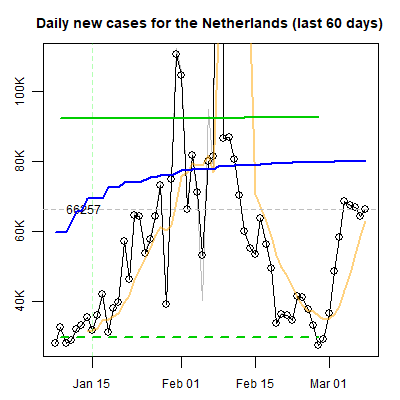 Daily new cases for the Netherlands (last 60 days)
100K
80K
60K
40K
66257
Jan 15
Feb 01
Feb 15
Mar 01